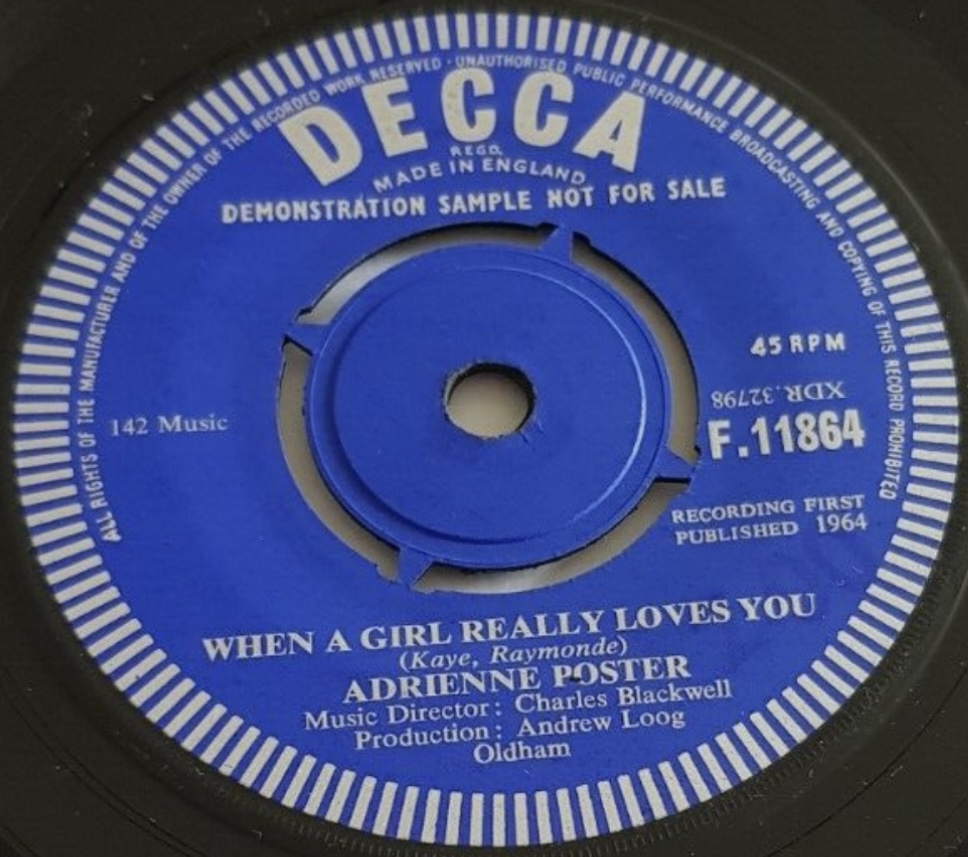 ALL RIGHTS OF THE MANUFACTURER AND OF THE OWNER OF THE RECORDED WORK RESERVED · UNAUTHORISED PUBLIC PERFORMANCE BROADCASTING AND COPYING OF THIS RECORD PROHIBITED
DECCA
REGD.
MADE IN ENGLAND
DEMONSTRATION SAMPLE NOT FOR SALE
45 RPM
XDR.32798
142 Music
F.11864
RECORDING FIRST
PUBLISHED 1964
WHEN A GIRL REALLY LOVES YOU
(Kaye, Raymonde)
ADRIENNE POSTER
Music Director: Charles Blackwell
Production: Andrew Loog
Oldham